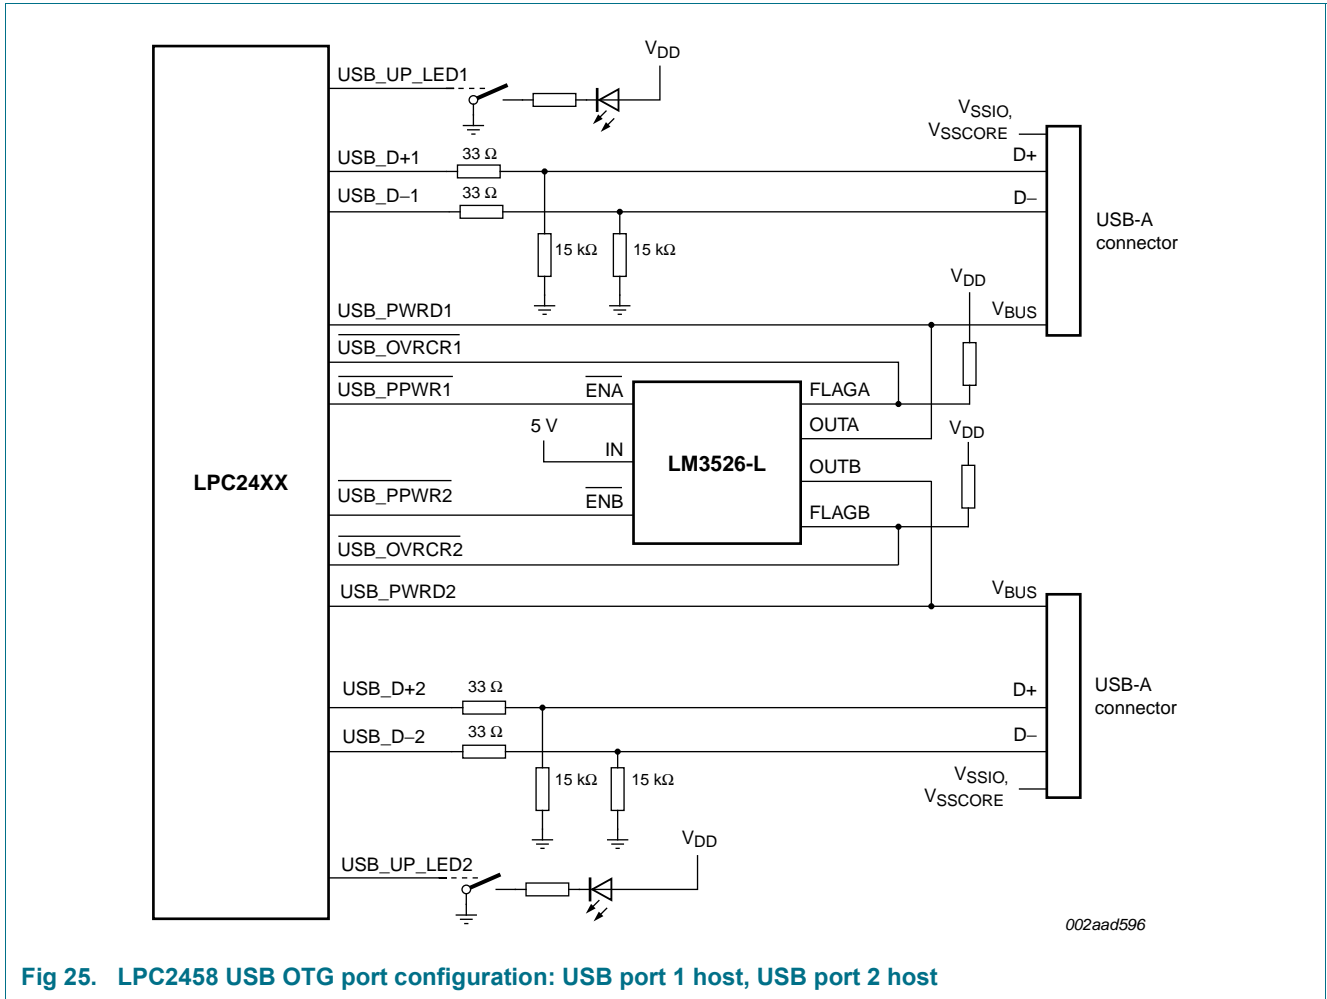 USB_UP_LED1
VDD
USB_D+1
33 Ω
USB_D−1
33 Ω
15 kΩ
15 kΩ
VSSIO,
VSSCORE
D+
D−
USB-A
connector
VDD
VBUS
USB_PWRD1
USB_OVRCR1
USB_PPWR1
ENA
5 V
IN
LM3526-L
FLAGA
OUTA
VDD
OUTB
FLAGB
LPC24XX
USB_PPWR2
ENB
USB_OVRCR2
USB_PWRD2
VBUS
USB_D+2
33 Ω
USB_D−2
33 Ω
15 kΩ
15 kΩ
D+
D−
USB-A
connector
VSSIO,
VSSCORE
VDD
USB_UP_LED2
002aad596
Fig 25. LPC2458 USB OTG port configuration: USB port 1 host, USB port 2 host